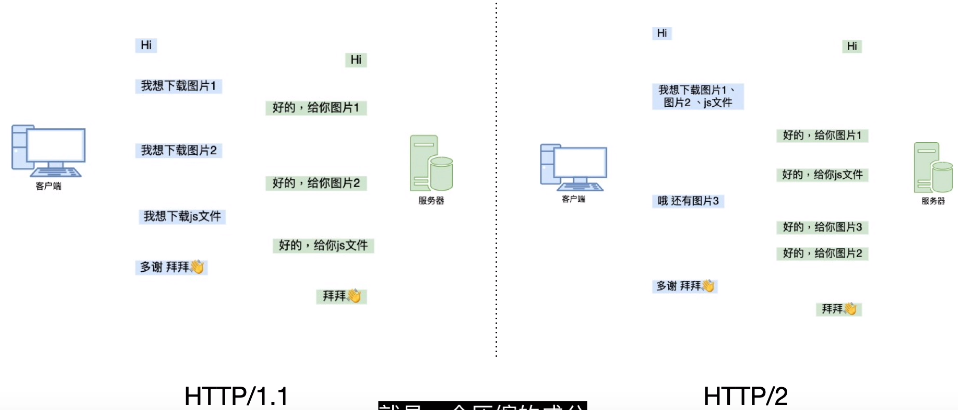 Hi
Hi
我想下载图片1
好的，给你图片1
我想下载图片2
好的，给你图片2
我想下载js文件
好的，给你js文件
多谢 拜拜👋
拜拜👋
客户端
服务器
HTTP/1.1
Hi
Hi
我想下载图片1、
图片2 、js文件
好的，给你图片1
好的，给你js文件
哦 还有图片3
好的，给你图片3
好的，给你图片2
多谢 拜拜👋
拜拜👋
客户端
服务器
HTTP/2